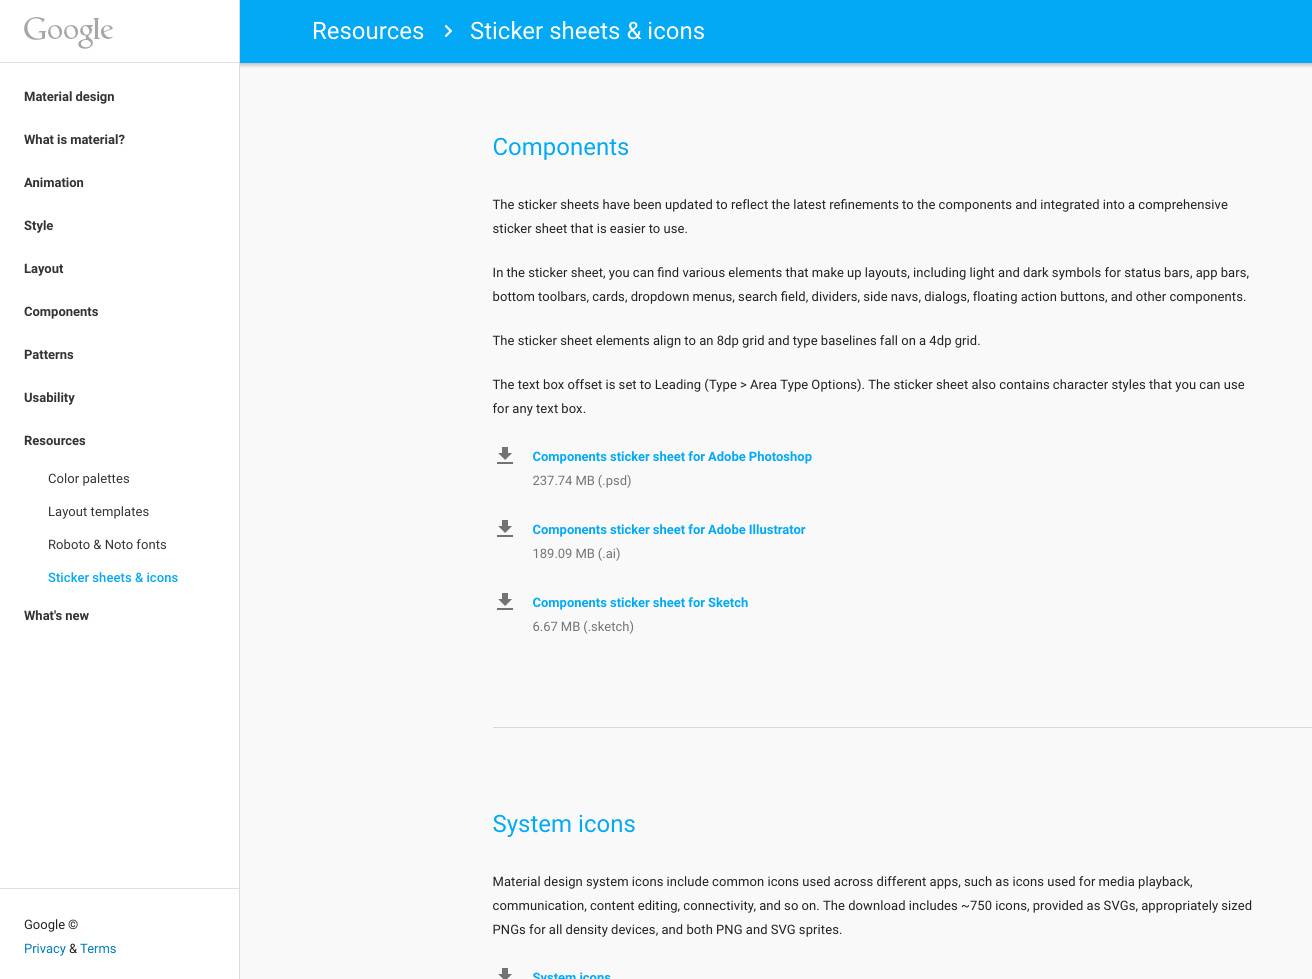 Google
Material design
What is material?
Animation
Style
Layout
Components
Patterns
Usability
Resources
Color palettes
Layout templates
Roboto & Noto fonts
Sticker sheets & icons
What's new
Google ©
Privacy & Terms
Resources > Sticker sheets & icons
Components
The sticker sheets have been updated to reflect the latest refinements to the components and integrated into a comprehensive
sticker sheet that is easier to use.
In the sticker sheet, you can find various elements that make up layouts, including light and dark symbols for status bars, app bars,
bottom toolbars, cards, dropdown menus, search field, dividers, side navs, dialogs, floating action buttons, and other components.
The sticker sheet elements align to an 8dp grid and type baselines fall on a 4dp grid.
The text box offset is set to Leading (Type > Area Type Options). The sticker sheet also contains character styles that you can use
for any text box.
Components sticker sheet for Adobe Photoshop
237.74 MB (.psd)
Components sticker sheet for Adobe Illustrator
189.09 MB (.ai)
Components sticker sheet for Sketch
6.67 MB (.sketch)
System icons
Material design system icons include common icons used across different apps, such as icons used for media playback,
communication, content editing, connectivity, and so on. The download includes ~750 icons, provided as SVGs, appropriately sized
PNGs for all density devices, and both PNG and SVG sprites.
System icons